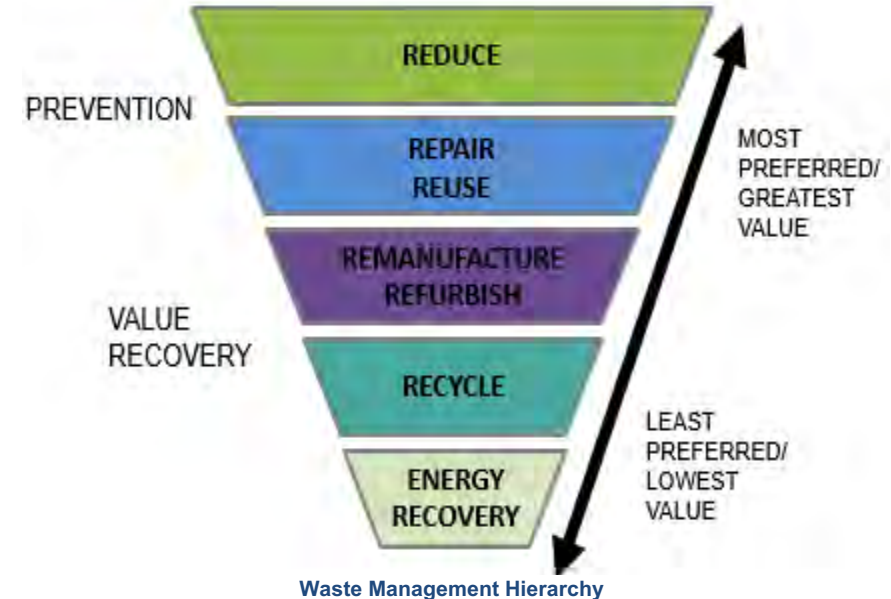 REDUCE
PREVENTION
REPAIR
REUSE
MOST
PREFERRED/
GREATEST
VALUE
REMANUFACTURE
REFURBISH
VALUE
RECOVERY
RECYCLE
LEAST
PREFERRED/
LOWEST
VALUE
ENERGY
RECOVERY
Waste Management Hierarchy